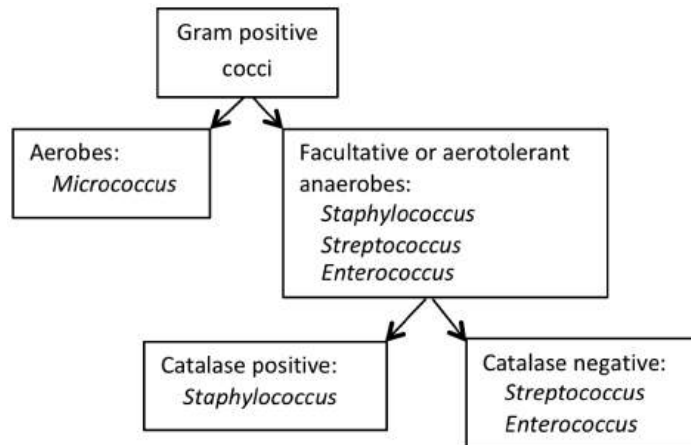 Gram positive
cocci
Aerobes:
Micrococcus
Facultative or aerotolerant
anaerobes:
Staphylococcus
Streptococcus
Enterococcus
Catalase positive:
Staphylococcus
Catalase negative:
Streptococcus
Enterococcus